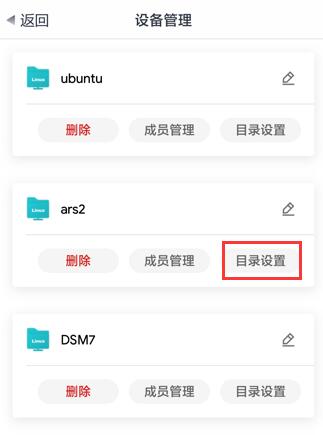 返回 设备管理
Linux ubuntu
删除 成员管理 目录设置
Linux ars2
删除 成员管理 目录设置
Linux DSM7
删除 成员管理 目录设置